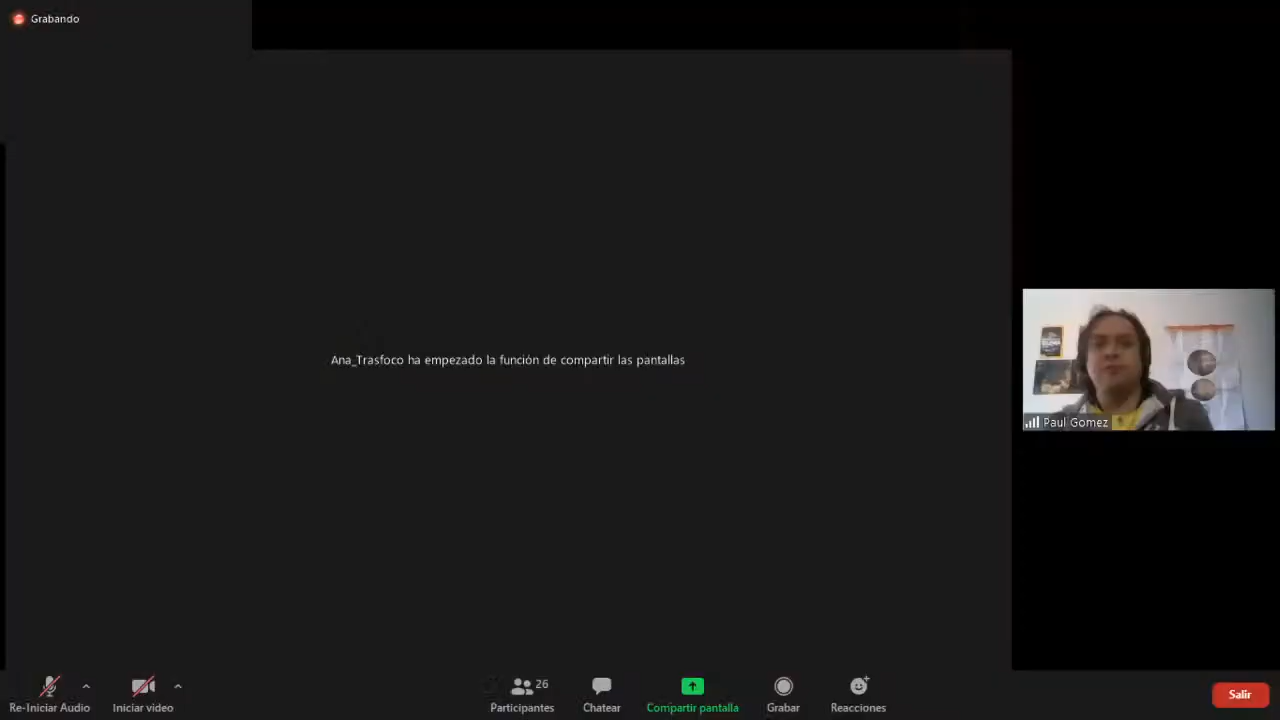 Grabando
Ana_Trasfoco ha empezado la función de compartir las pantallas
Paul Gomez
26
Re-Iniciar Audio
Iniciar video
Participantes
Chatear
Compartir pantalla
Grabar
Reacciones
Salir